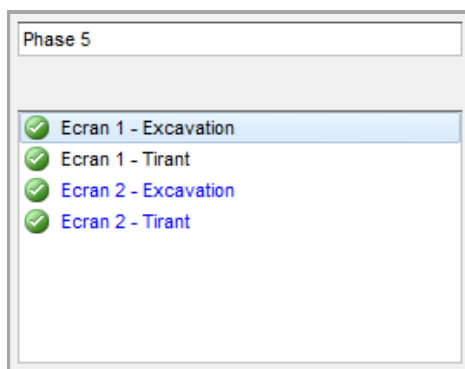 Phase 5
Ecran 1 - Excavation
Ecran 1 - Tirant
Ecran 2 - Excavation
Ecran 2 - Tirant